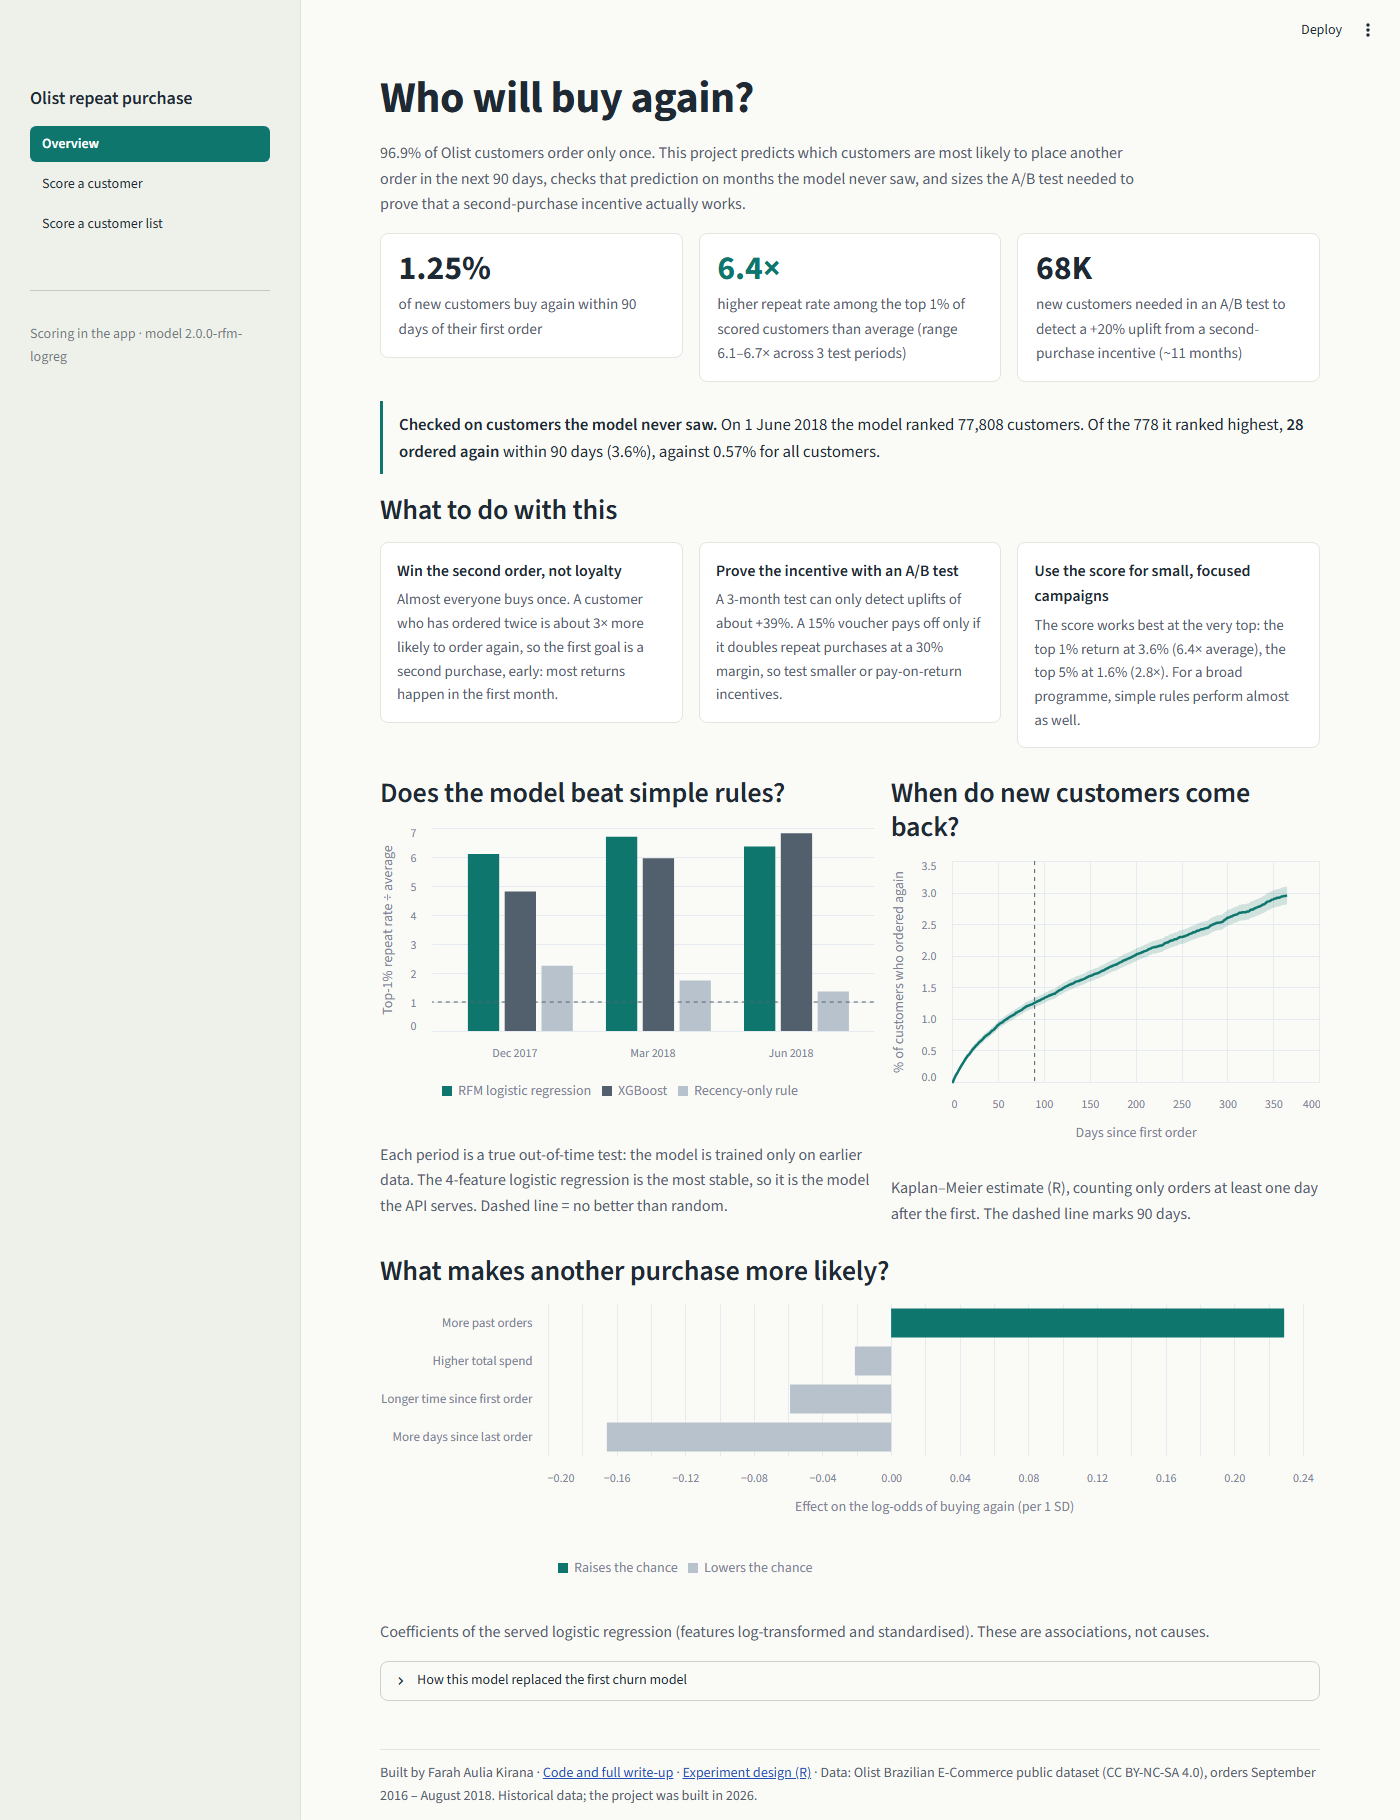 Deploy
Olist repeat purchase
Overview
Score a customer
Score a customer list
Scoring in the app · model 2.0.0-rfm-
logreg
Who will buy again?
96.9% of Olist customers order only once. This project predicts which customers are most likely to place another
order in the next 90 days, checks that prediction on months the model never saw, and sizes the A/B test needed to
prove that a second-purchase incentive actually works.
1.25%
of new customers buy again within 90
days of their first order
6.4×
higher repeat rate among the top 1% of
scored customers than average (range
6.1–6.7× across 3 test periods)
68K
new customers needed in an A/B test to
detect a +20% uplift from a second-
purchase incentive (~11 months)
Checked on customers the model never saw. On 1 June 2018 the model ranked 77,808 customers. Of the 778 it ranked highest, 28
ordered again within 90 days (3.6%), against 0.57% for all customers.
What to do with this
Win the second order, not loyalty
Almost everyone buys once. A customer
who has ordered twice is about 3× more
likely to order again, so the first goal is a
second purchase, early: most returns
happen in the first month.
Prove the incentive with an A/B test
A 3-month test can only detect uplifts of
about +39%. A 15% voucher pays off only if
it doubles repeat purchases at a 30%
margin, so test smaller or pay-on-return
incentives.
Use the score for small, focused
campaigns
The score works best at the very top: the
top 1% return at 3.6% (6.4× average), the
top 5% at 1.6% (2.8×). For a broad
programme, simple rules perform almost
as well.
Does the model beat simple rules?
Top-1% repeat rate ÷ average
7
6
5
4
3
2
1
0
Dec 2017
Mar 2018
Jun 2018
RFM logistic regression
XGBoost
Recency-only rule
Each period is a true out-of-time test: the model is trained only on earlier
data. The 4-feature logistic regression is the most stable, so it is the model
the API serves. Dashed line = no better than random.
When do new customers come
back?
% of customers who ordered again
3.5
3.0
2.5
2.0
1.5
1.0
0.5
0.0
0
50
100
150
200
250
300
350
400
Days since first order
Kaplan–Meier estimate (R), counting only orders at least one day
after the first. The dashed line marks 90 days.
What makes another purchase more likely?
More past orders
Higher total spend
Longer time since first order
More days since last order
−0.20
−0.16
−0.12
−0.08
−0.04
0.00
0.04
0.08
0.12
0.16
0.20
0.24
Effect on the log-odds of buying again (per 1 SD)
Raises the chance
Lowers the chance
Coefficients of the served logistic regression (features log-transformed and standardised). These are associations, not causes.
How this model replaced the first churn model
Built by Farah Aulia Kirana · Code and full write-up · Experiment design (R) · Data: Olist Brazilian E-Commerce public dataset (CC BY-NC-SA 4.0), orders September
2016 – August 2018. Historical data; the project was built in 2026.